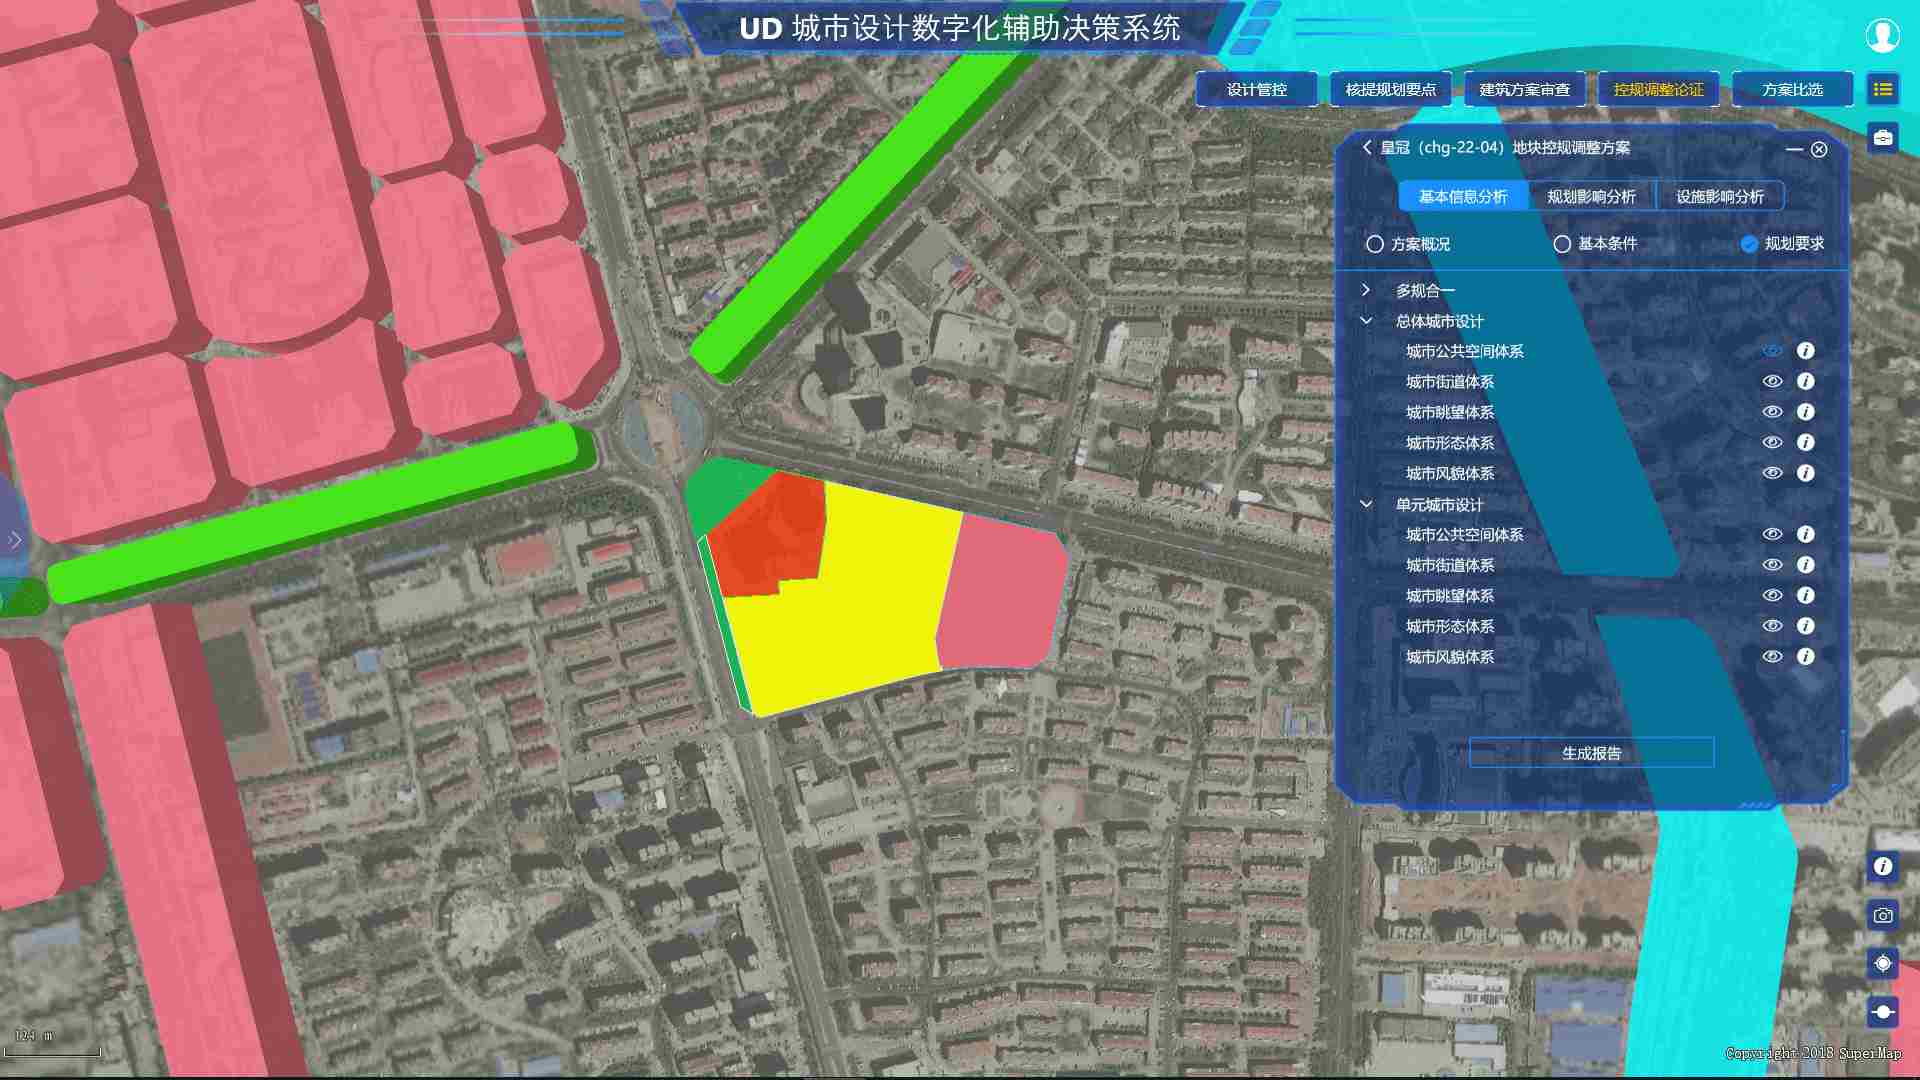 UD 城市设计数字化辅助决策系统
设计管控 核提规划要点 建筑方案审查 控规调整论证 方案比选
皇冠（chg-22-04）地块控规调整方案
基本信息分析 规划影响分析 设施影响分析
方案概况 基本条件 规划要求
多规合一
总体城市设计
城市公共空间体系
城市街道体系
城市眺望体系
城市形态体系
城市风貌体系
单元城市设计
城市公共空间体系
城市街道体系
城市眺望体系
城市形态体系
城市风貌体系
生成报告
124 m
Copyright 2018 SuperMap